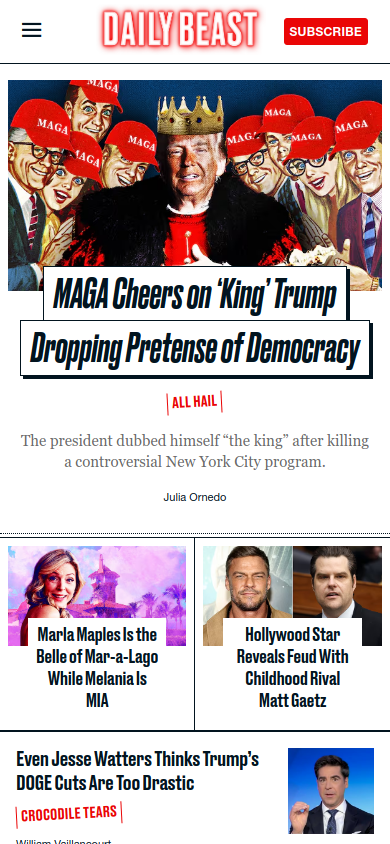 DAILY BEAST
SUBSCRIBE
MAGA
MAGA
MAGA
MAGA
MAGA
MAGA
MAGA
MAGA
MAGA Cheers on ‘King’ Trump
Dropping Pretense of Democracy
ALL HAIL
The president dubbed himself “the king” after killing
a controversial New York City program.
Julia Ornedo
Marla Maples Is the
Belle of Mar-a-Lago
While Melania Is
MIA
Hollywood Star
Reveals Feud With
Childhood Rival
Matt Gaetz
Even Jesse Watters Thinks Trump’s
DOGE Cuts Are Too Drastic
CROCODILE TEARS
William Vaillancourt